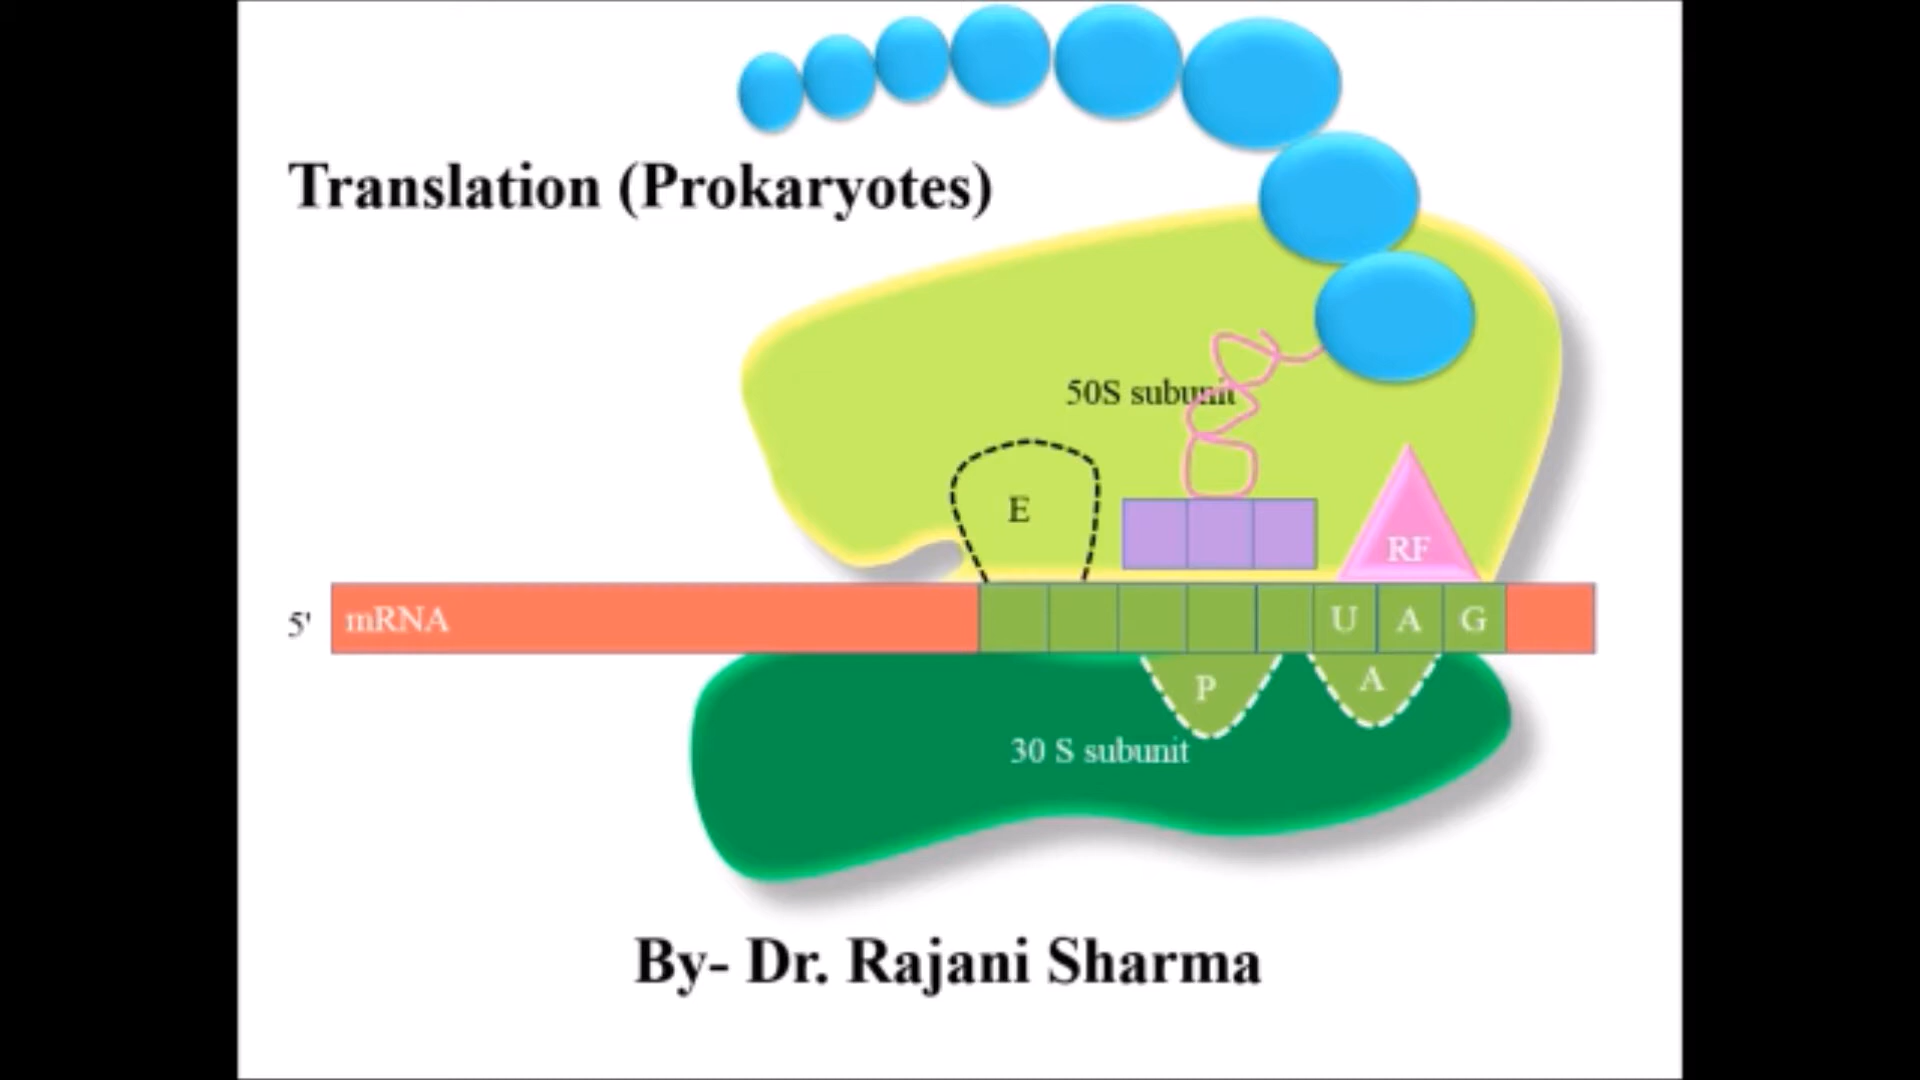 Translation (Prokaryotes)
50S subunit
E
RF
5' mRNA U A G
P A
30 S subunit
By- Dr. Rajani Sharma